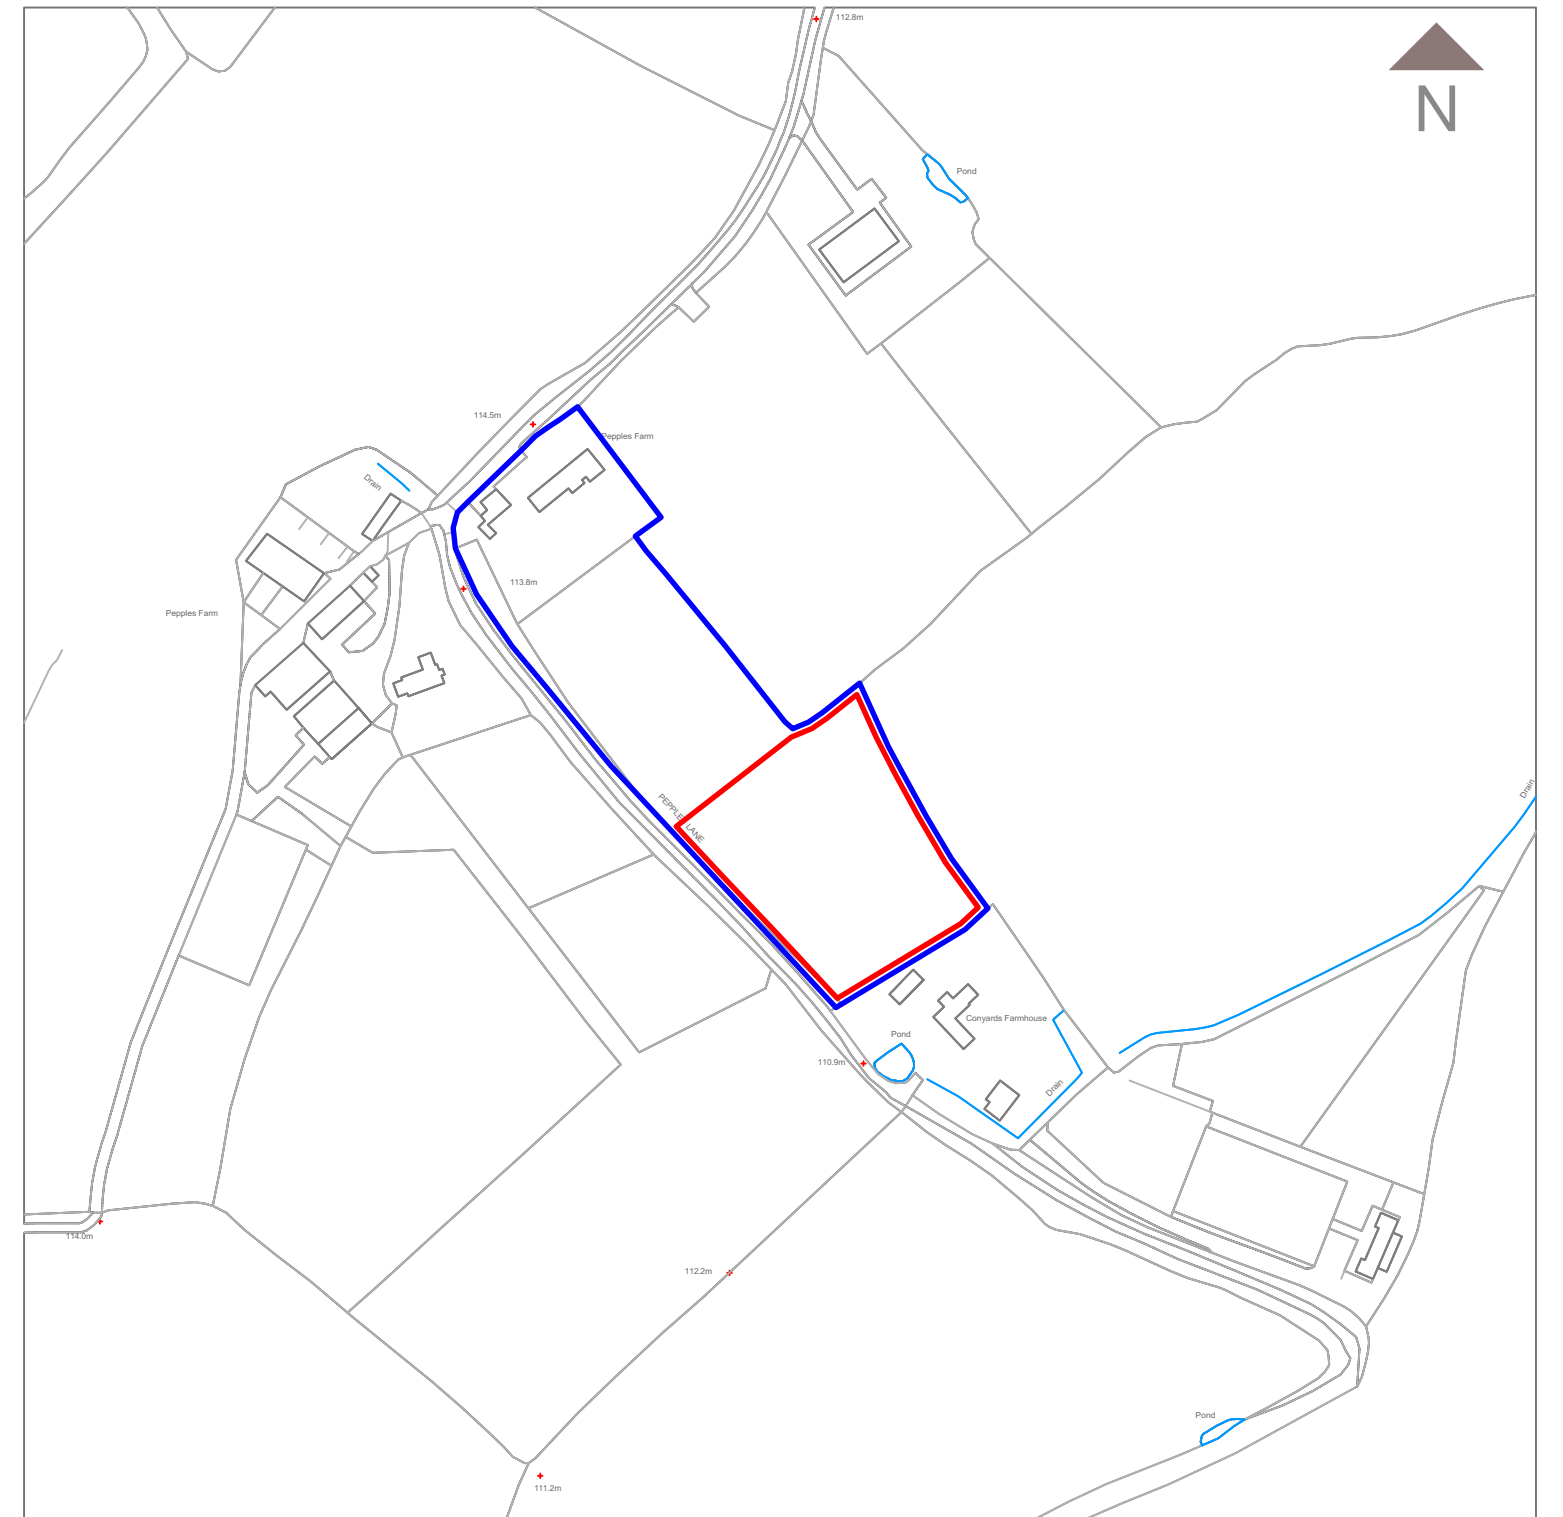 112.8m
N
Pond
114.5m
Pepples Farm
Drain
113.8m
Pepples Farm
PEPPLES LANE
Drain
Conyards Farmhouse
Pond
110.9m
Drain
114.0m
112.2m
Pond
111.2m